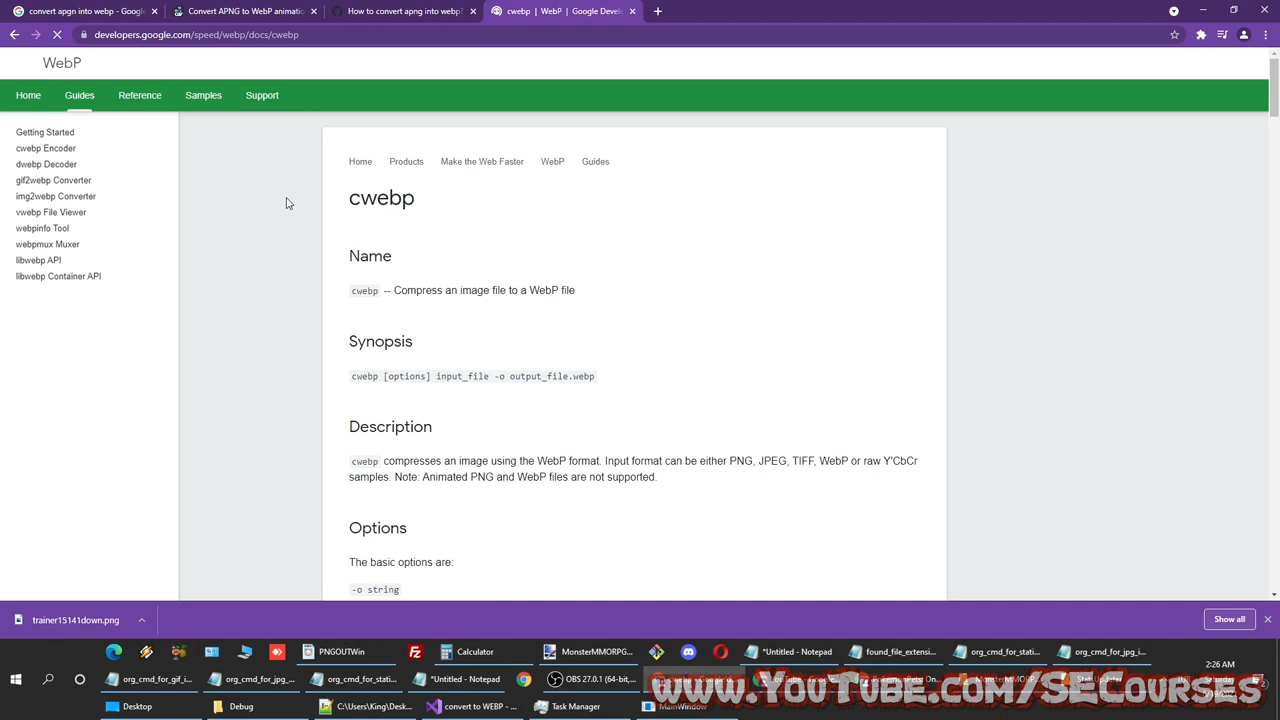 convert apgn into webp - Google
Convert APNG to WebP animatio
How to convert apng into webp?
cwebp | WebP | Google Devel
developers.google.com/speed/webp/docs/cwebp
WebP
Home
Guides
Reference
Samples
Support
Getting Started
cwebp Encoder
dwebp Decoder
gif2webp Converter
img2webp Converter
vwebp File Viewer
webpinfo Tool
webpmux Muxer
libwebp API
libwebp Container API
Home Products Make the Web Faster WebP Guides
cwebp
Name
cwebp -- Compress an image file to a WebP file
Synopsis
cwebp [options] input_file -o output_file.webp
Description
cwebp compresses an image using the WebP format. Input format can be either PNG, JPEG, TIFF, WebP or raw Y'CbCr
samples. Note: Animated PNG and WebP files are not supported.
Options
The basic options are:
-o string
trainer15141down.png
Show all
PNGOUTWin
Calculator
MonsterMMORPG...
*Untitled - Notepad
found_file_extensi...
org_cmd_for_stati...
org_cmd_for_jpg_i...
2:26 AM
org_cmd_for_gif_i...
org_cmd_for_jpg_...
org_cmd_for_stati...
*Untitled - Notepad
OBS 27.0.1 (64-bit,...
Saturday
www.YouTube.com/SECourses
Desktop
Debug
C:\Users\King\Desk...
convert to WEBP - ...
Task Manager
MainWindow